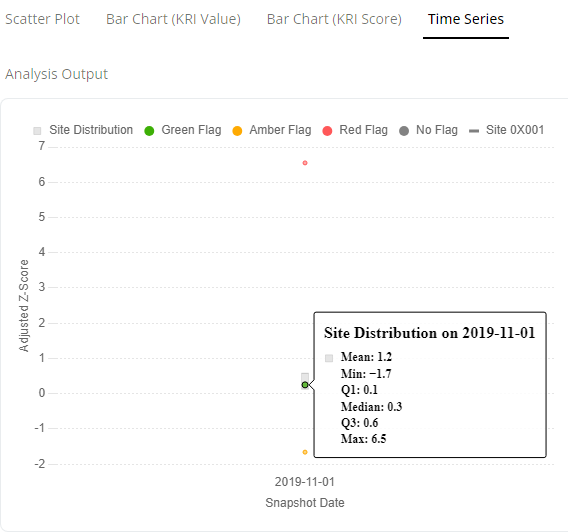 Scatter Plot Bar Chart (KRI Value) Bar Chart (KRI Score) Time Series
Analysis Output
Site Distribution Green Flag Amber Flag Red Flag No Flag Site 0X001
7
6
5
4
3
2
1
0
-1
-2
Adjusted Z-Score
Site Distribution on 2019-11-01
Mean: 1.2
Min: −1.7
Q1: 0.1
Median: 0.3
Q3: 0.6
Max: 6.5
2019-11-01
Snapshot Date